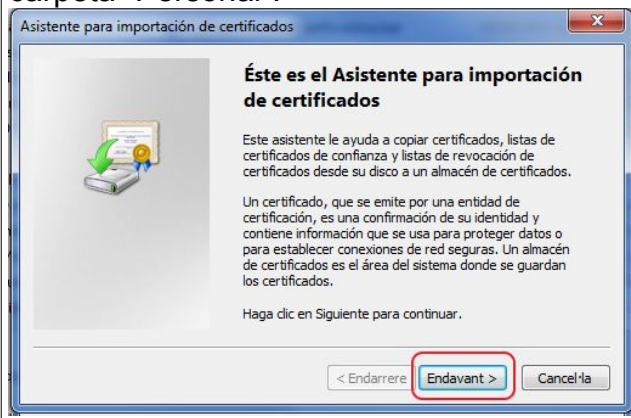 carpeta "Personal".
Asistente para importación de certificados
Éste es el Asistente para importación
de certificados
Este asistente le ayuda a copiar certificados, listas de
certificados de confianza y listas de revocación de
certificados desde su disco a un almacén de certificados.
Un certificado, que se emite por una entidad de
certificación, es una confirmación de su identidad y
contiene información que se usa para proteger datos o
para establecer conexiones de red seguras. Un almacén
de certificados es el área del sistema donde se guardan
los certificados.
Haga clic en Siguiente para continuar.
< Endarrere Endavant > Cancel·la